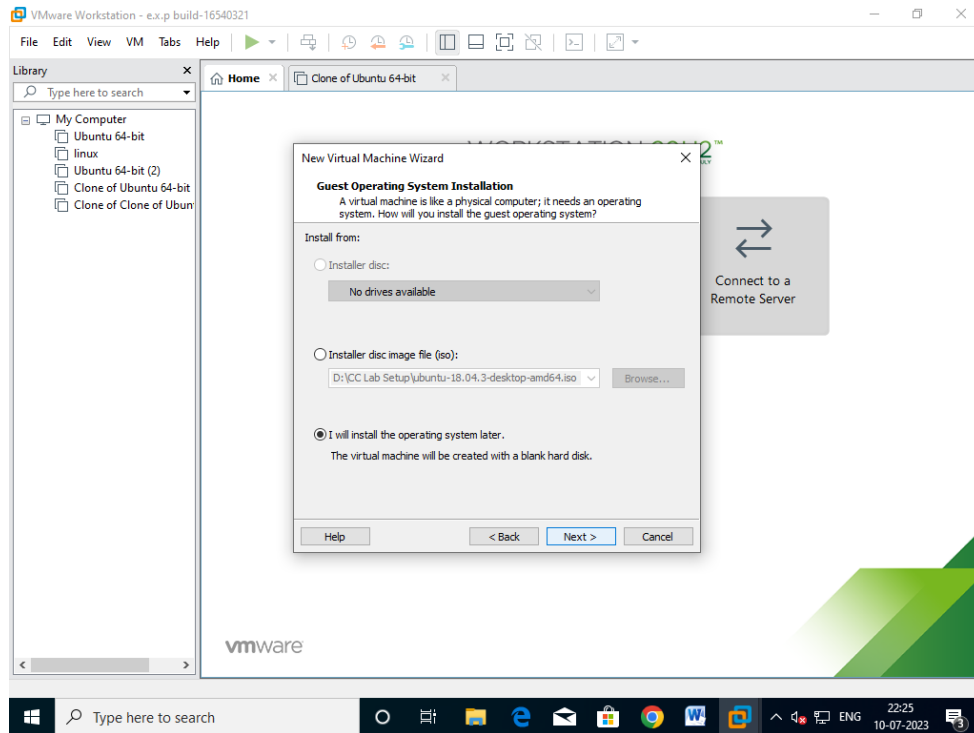 VMware Workstation - e.x.p build-16540321
File Edit View VM Tabs Help
Library
Type here to search
My Computer
Ubuntu 64-bit
linux
Ubuntu 64-bit (2)
Clone of Ubuntu 64-bit
Clone of Clone of Ubun
Home
Clone of Ubuntu 64-bit
New Virtual Machine Wizard
Guest Operating System Installation
A virtual machine is like a physical computer; it needs an operating
system. How will you install the guest operating system?
Install from:
Installer disc:
No drives available
Installer disc image file (iso):
D:\CC Lab Setup\ubuntu-18.04.3-desktop-amd64.iso
Browse...
I will install the operating system later.
The virtual machine will be created with a blank hard disk.
Help
< Back
Next >
Cancel
Connect to a
Remote Server
vmware
Type here to search
ENG
22:25
10-07-2023
3